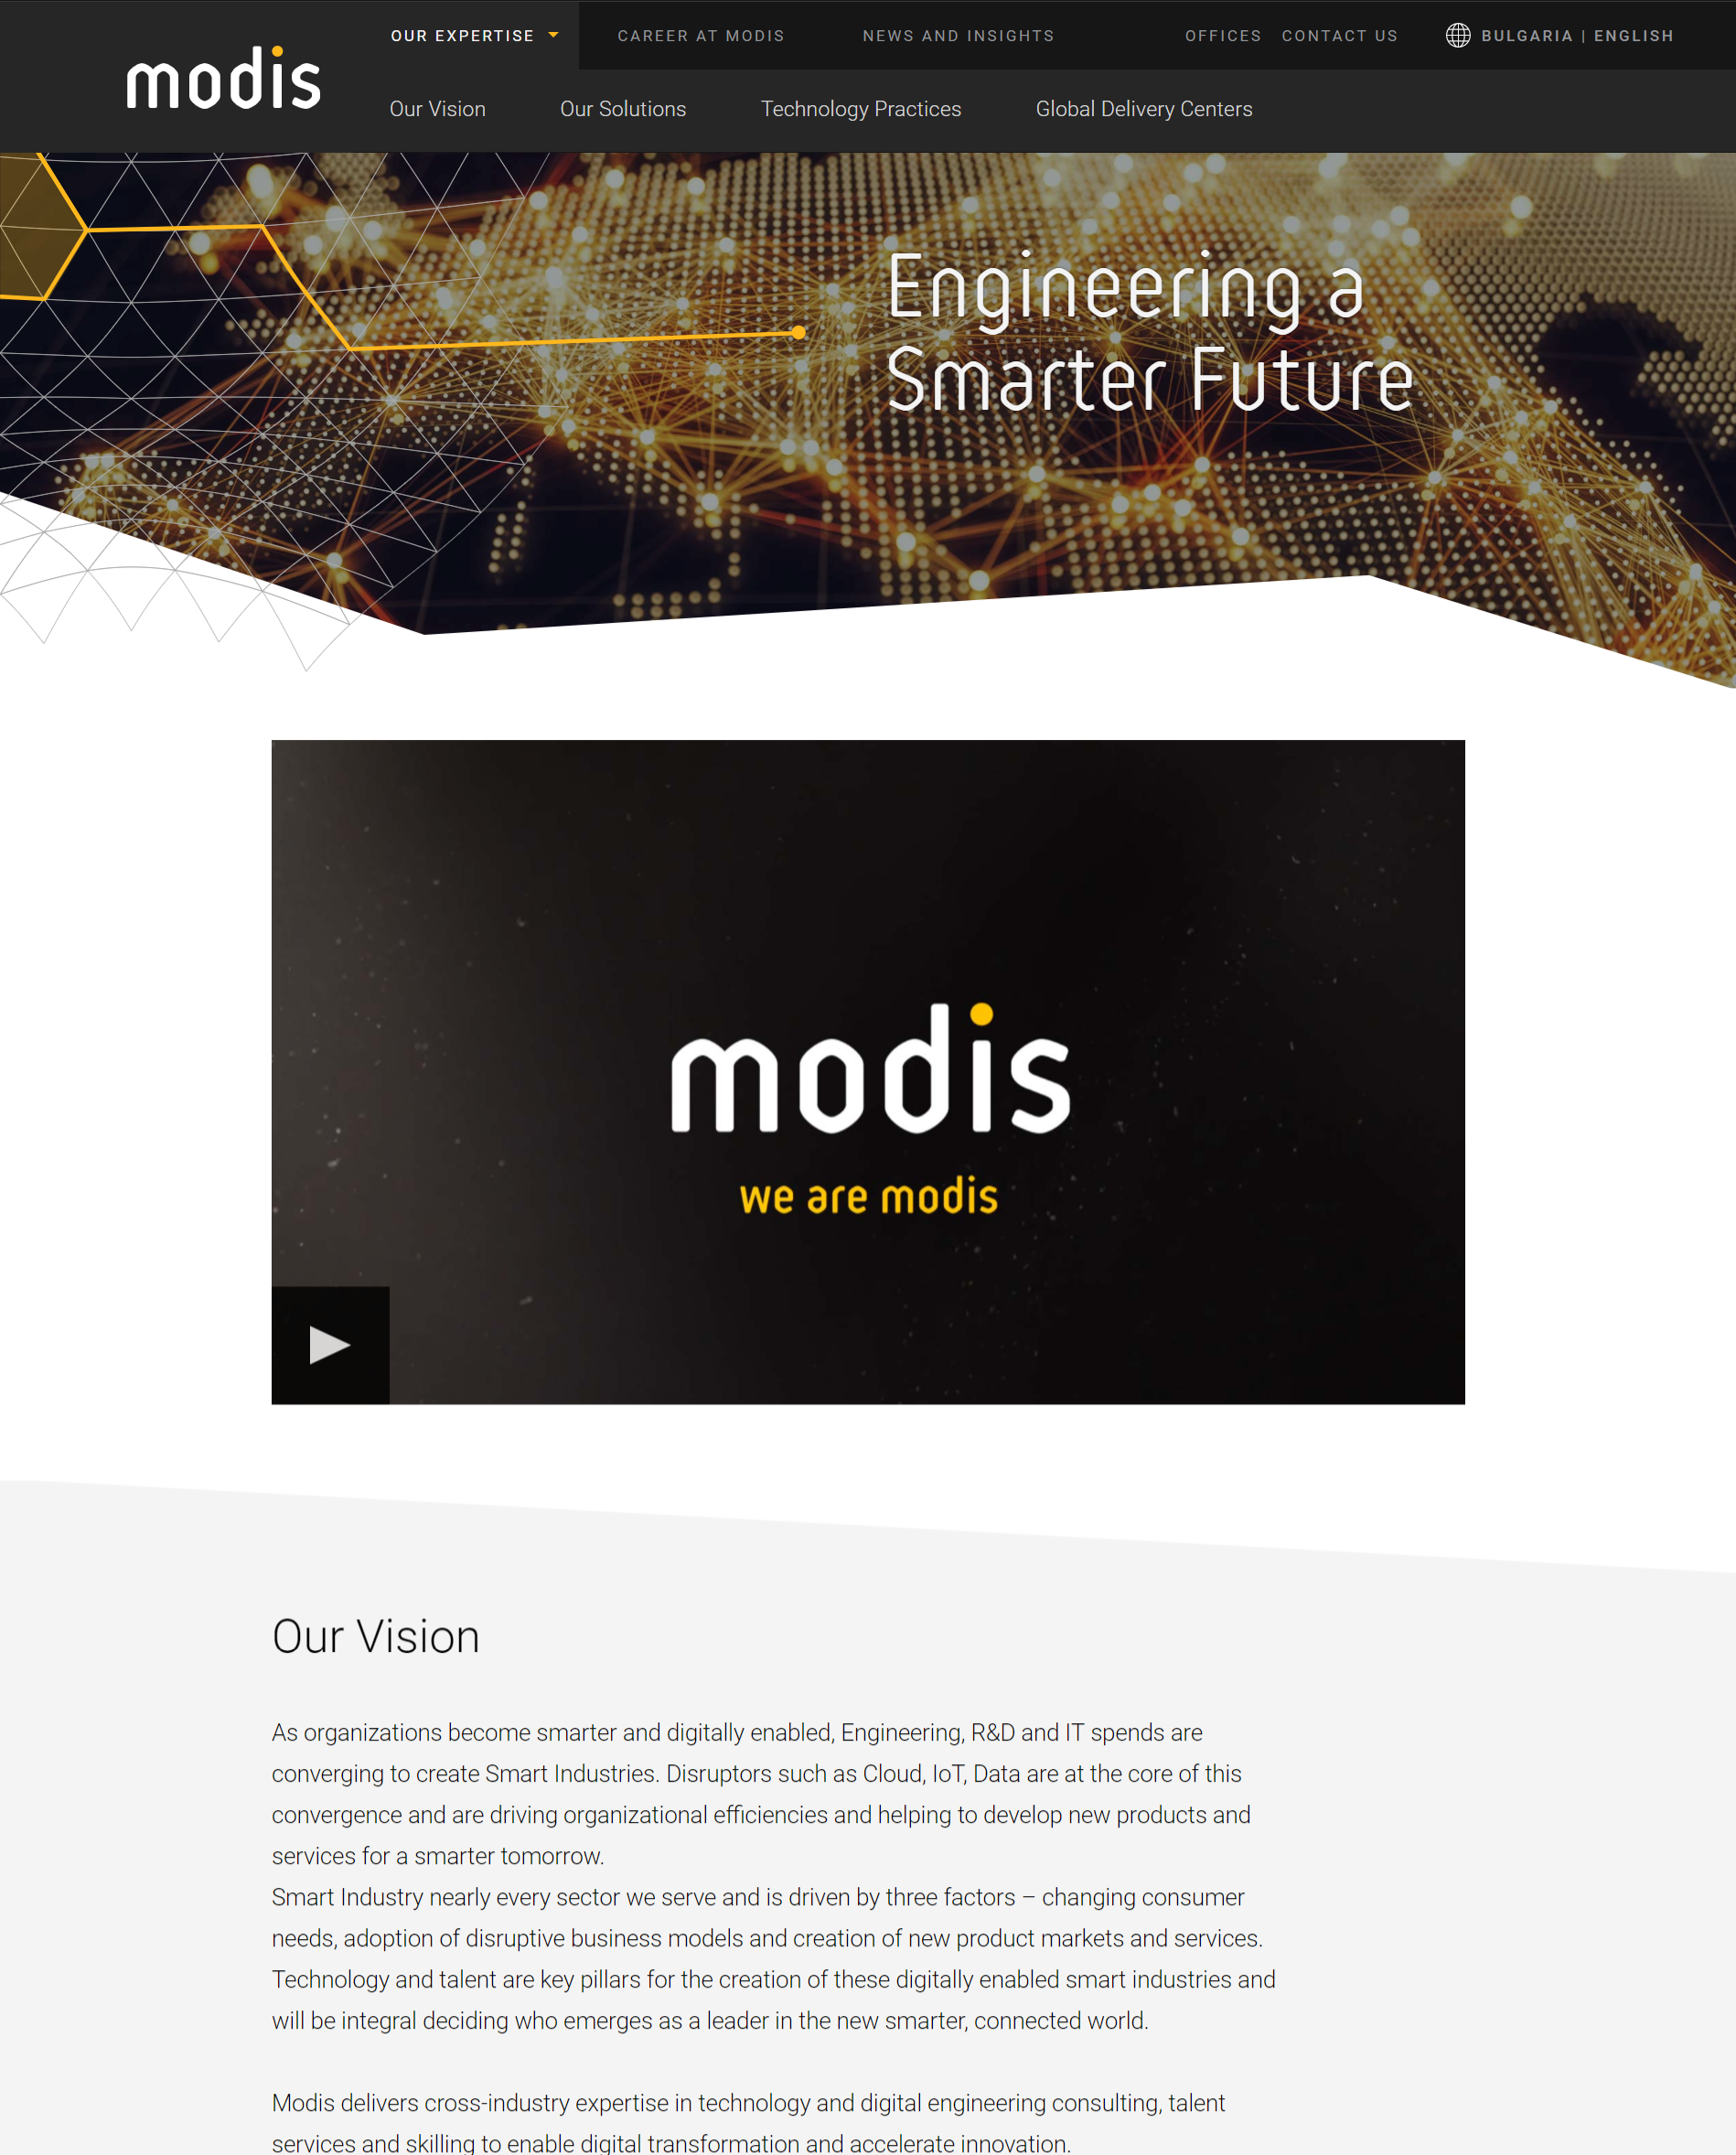 modis
OUR EXPERTISE
CAREER AT MODIS
NEWS AND INSIGHTS
OFFICES
CONTACT US
BULGARIA | ENGLISH
Our Vision
Our Solutions
Technology Practices
Global Delivery Centers
Engineering a
Smarter Future
modis
we are modis
Our Vision
As organizations become smarter and digitally enabled, Engineering, R&D and IT spends are
converging to create Smart Industries. Disruptors such as Cloud, IoT, Data are at the core of this
convergence and are driving organizational efficiencies and helping to develop new products and
services for a smarter tomorrow.
Smart Industry nearly every sector we serve and is driven by three factors – changing consumer
needs, adoption of disruptive business models and creation of new product markets and services.
Technology and talent are key pillars for the creation of these digitally enabled smart industries and
will be integral deciding who emerges as a leader in the new smarter, connected world.
Modis delivers cross-industry expertise in technology and digital engineering consulting, talent
services and skilling to enable digital transformation and accelerate innovation.